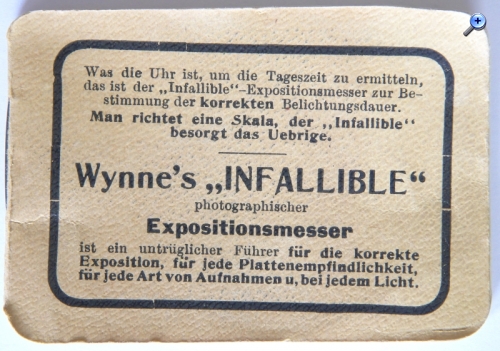 Was die Uhr ist, um die Tageszeit zu ermitteln,
das ist der „Infallible“-Expositionsmesser zur Be-
stimmung der korrekten Belichtungsdauer.
Man richtet eine Skala, der „Infallible“
besorgt das Uebrige.
Wynne's „INFALLIBLE“
photographischer
Expositionsmesser
ist ein untrüglicher Führer für die korrekte
Exposition, für jede Plattenempfindlichkeit,
für jede Art von Aufnahmen u, bei jedem Licht.